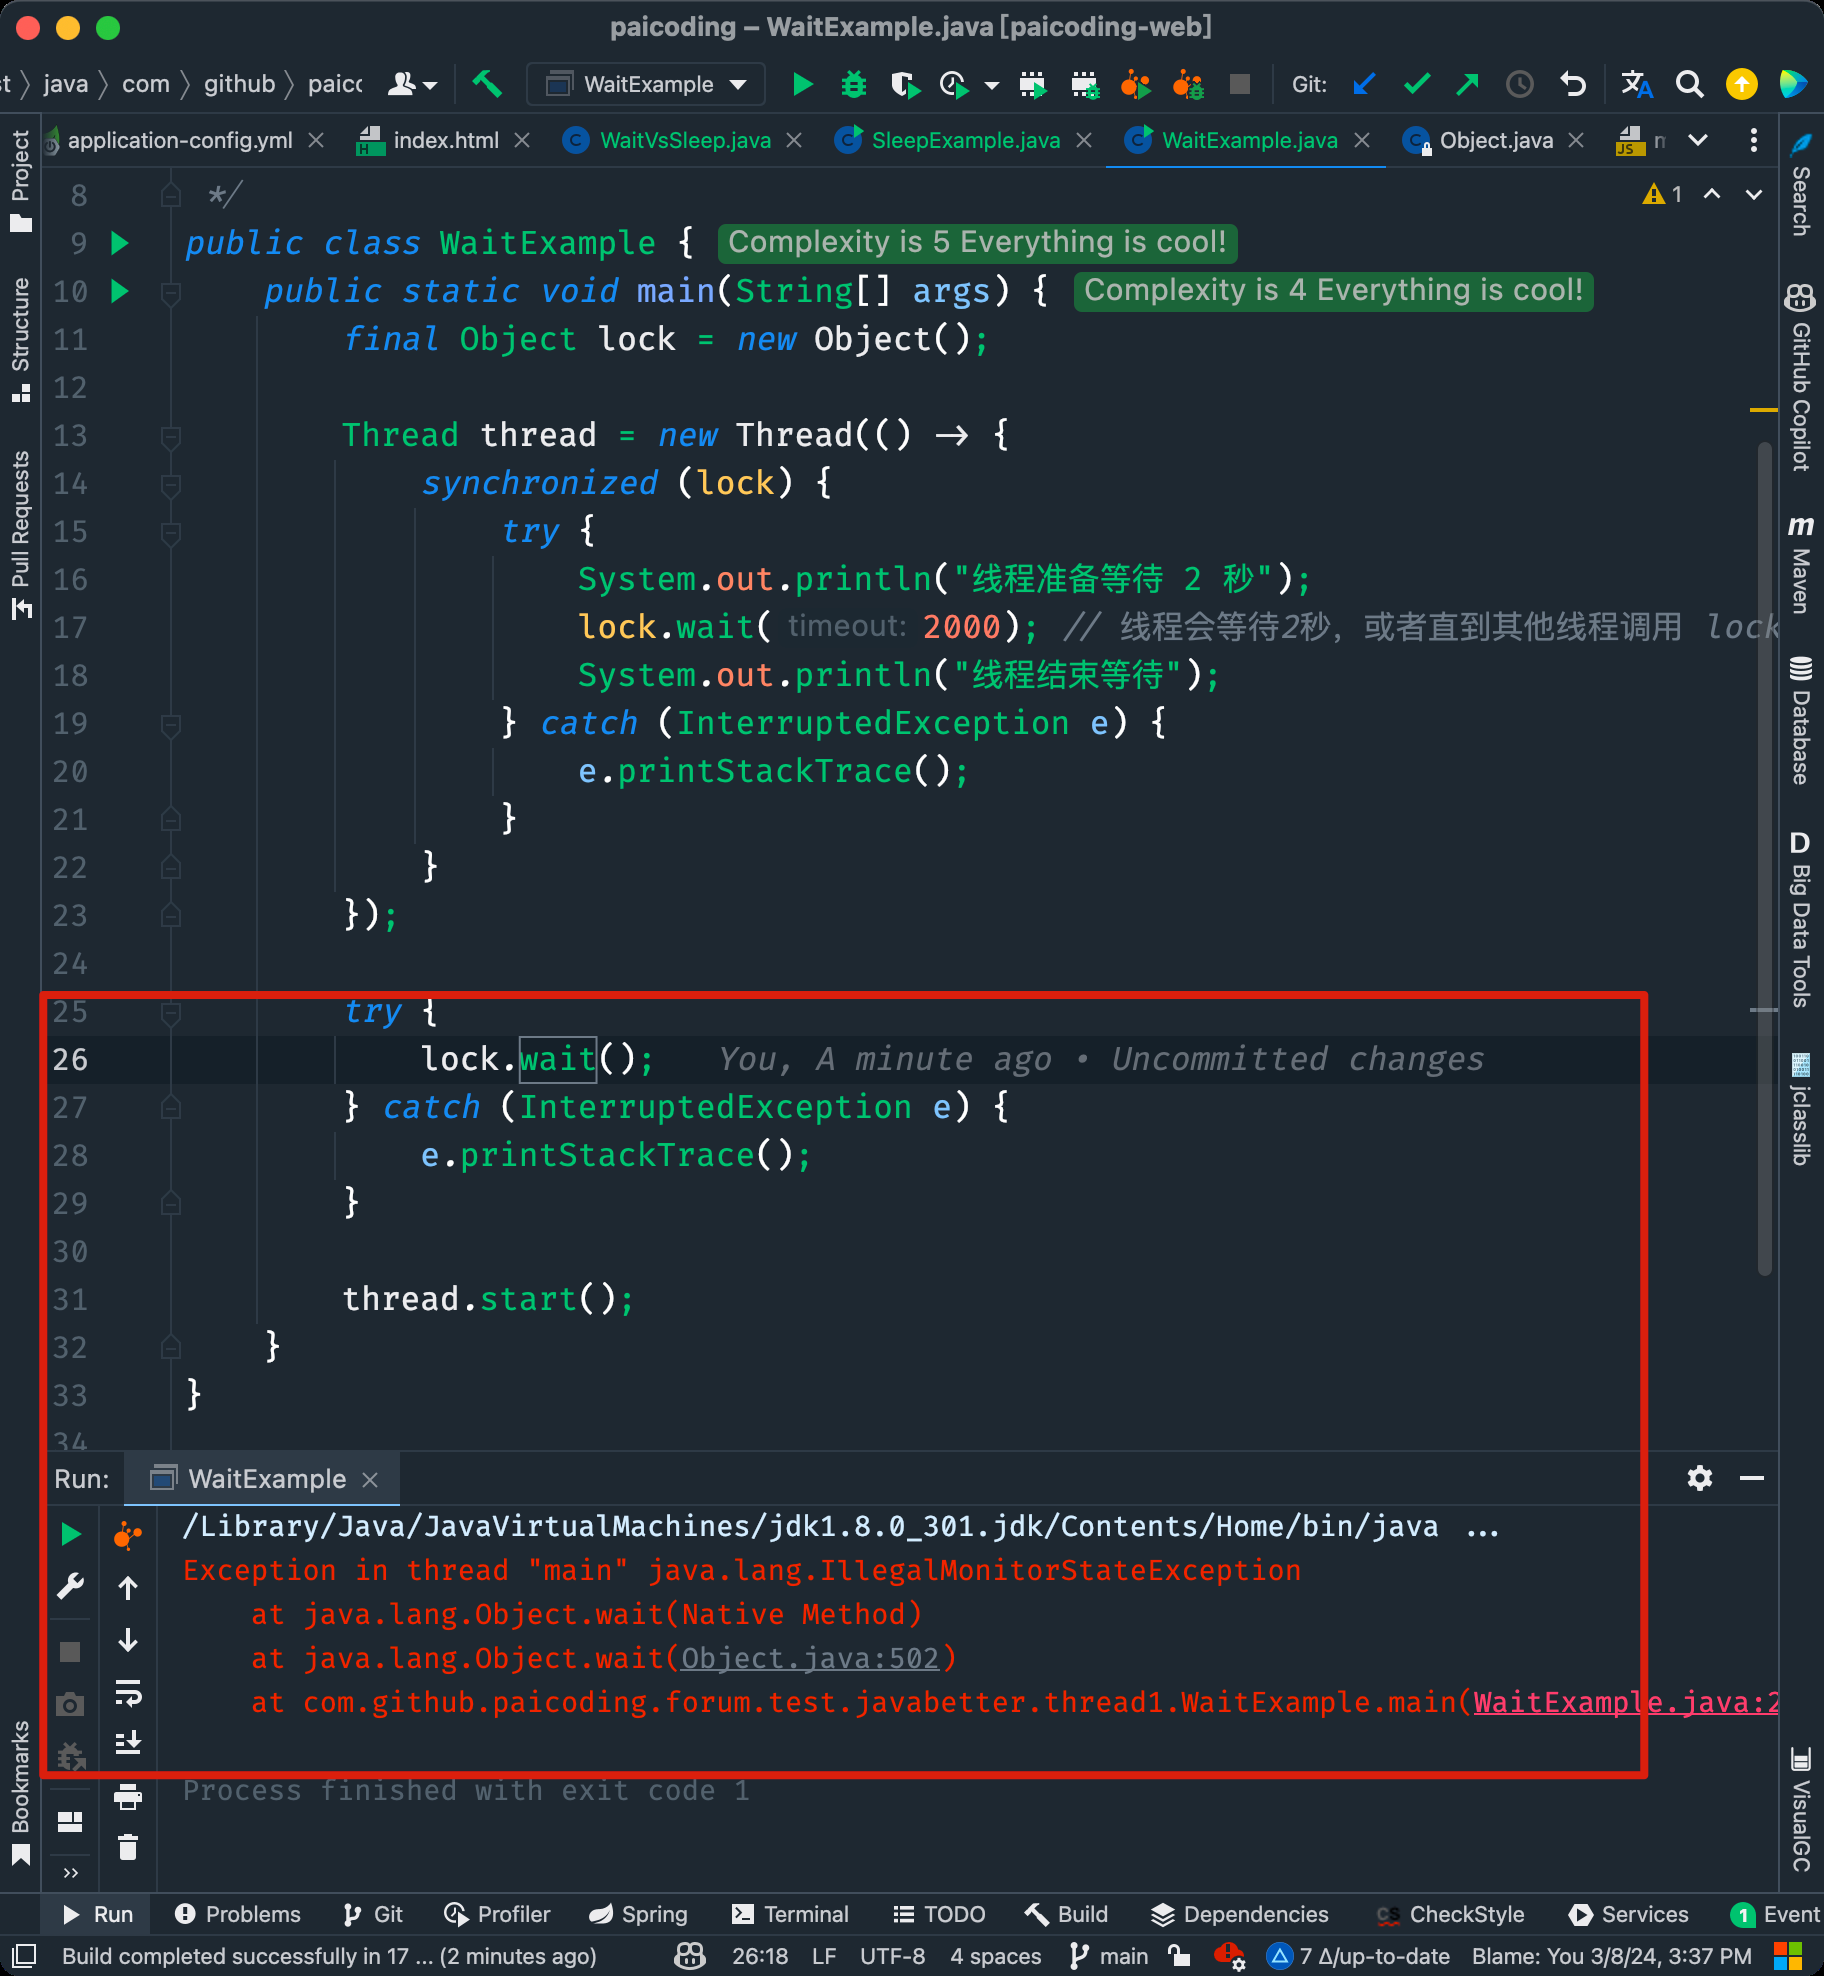 paicoding – WaitExample.java [paicoding-web]
java com github WaitExample Git:
application-config.yml index.html WaitVsSleep.java SleepExample.java WaitExample.java Object.java
8 */ 1
9 public class WaitExample { Complexity is 5 Everything is cool!
10 public static void main(String[] args) { Complexity is 4 Everything is cool!
11 final Object lock = new Object();
12
13 Thread thread = new Thread(() → {
14 synchronized (lock) {
15 try {
16 System.out.println("线程准备等待 2 秒");
17 lock.wait( timeout: 2000); // 线程会等待2秒，或者直到其他线程调用 lock
18 System.out.println("线程结束等待");
19 } catch (InterruptedException e) {
20 e.printStackTrace();
21 }
22 }
23 });
24
25 try {
26 lock.wait(); You, A minute ago • Uncommitted changes
27 } catch (InterruptedException e) {
28 e.printStackTrace();
29 }
30
31 thread.start();
32 }
33 }
34
Run: WaitExample
/Library/Java/JavaVirtualMachines/jdk1.8.0_301.jdk/Contents/Home/bin/java ...
Exception in thread "main" java.lang.IllegalMonitorStateException
at java.lang.Object.wait(Native Method)
at java.lang.Object.wait(Object.java:502)
at com.github.paicoding.forum.test.javabetter.thread1.WaitExample.main(WaitExample.java:2
Process finished with exit code 1
Project
Structure
Pull Requests
Bookmarks
Search
GitHub Copilot
m Maven
Database
D Big Data Tools
jclasslib
VisualGC
Run Problems Git Profiler Spring Terminal TODO Build Dependencies CheckStyle Services 1 Event
Build completed successfully in 17 ... (2 minutes ago) 26:18 LF UTF-8 4 spaces main 7 Δ/up-to-date Blame: You 3/8/24, 3:37 PM